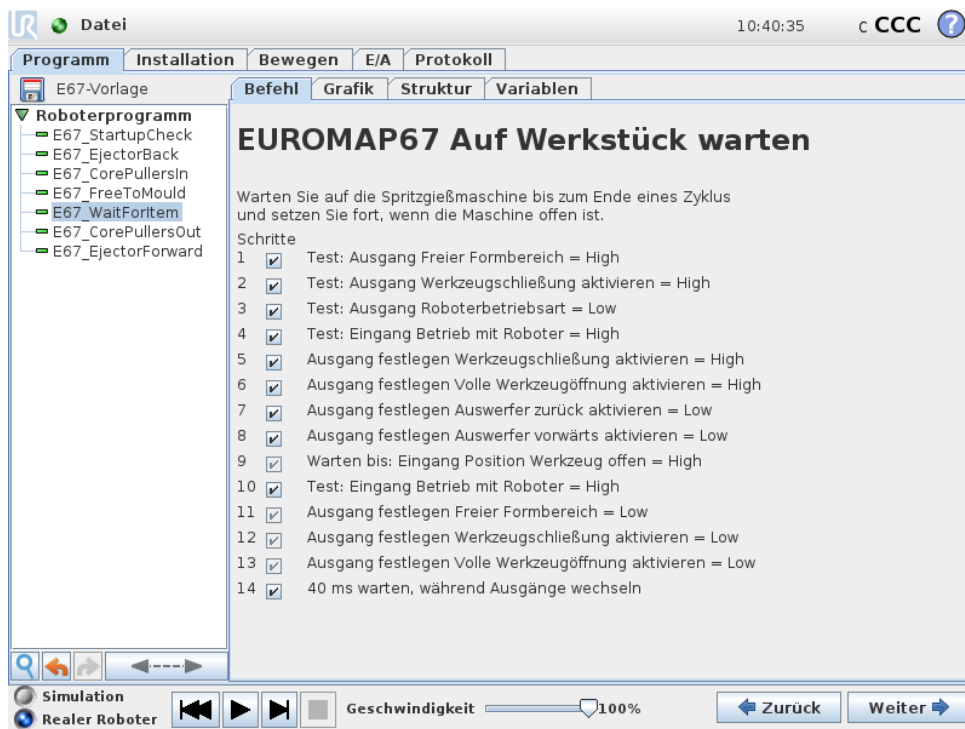 UR Datei 10:40:35 c CCC ?
Programm Installation Bewegen E/A Protokoll
E67-Vorlage
Befehl Grafik Struktur Variablen
Roboterprogramm
E67_StartupCheck
E67_EjectorBack
E67_CorePullersIn
E67_FreeToMould
E67_WaitForItem
E67_CorePullersOut
E67_EjectorForward
EUROMAP67 Auf Werkstück warten
Warten Sie auf die Spritzgießmaschine bis zum Ende eines Zyklus
und setzen Sie fort, wenn die Maschine offen ist.
Schritte
1 Test: Ausgang Freier Formbereich = High
2 Test: Ausgang Werkzeugschließung aktivieren = High
3 Test: Ausgang Roboterbetriebsart = Low
4 Test: Eingang Betrieb mit Roboter = High
5 Ausgang festlegen Werkzeugschließung aktivieren = High
6 Ausgang festlegen Volle Werkzeugöffnung aktivieren = High
7 Ausgang festlegen Auswerfer zurück aktivieren = Low
8 Ausgang festlegen Auswerfer vorwärts aktivieren = Low
9 Warten bis: Eingang Position Werkzeug offen = High
10 Test: Eingang Betrieb mit Roboter = High
11 Ausgang festlegen Freier Formbereich = Low
12 Ausgang festlegen Werkzeugschließung aktivieren = Low
13 Ausgang festlegen Volle Werkzeugöffnung aktivieren = Low
14 40 ms warten, während Ausgänge wechseln
Simulation
Realer Roboter
Geschwindigkeit 100%
Zurück Weiter